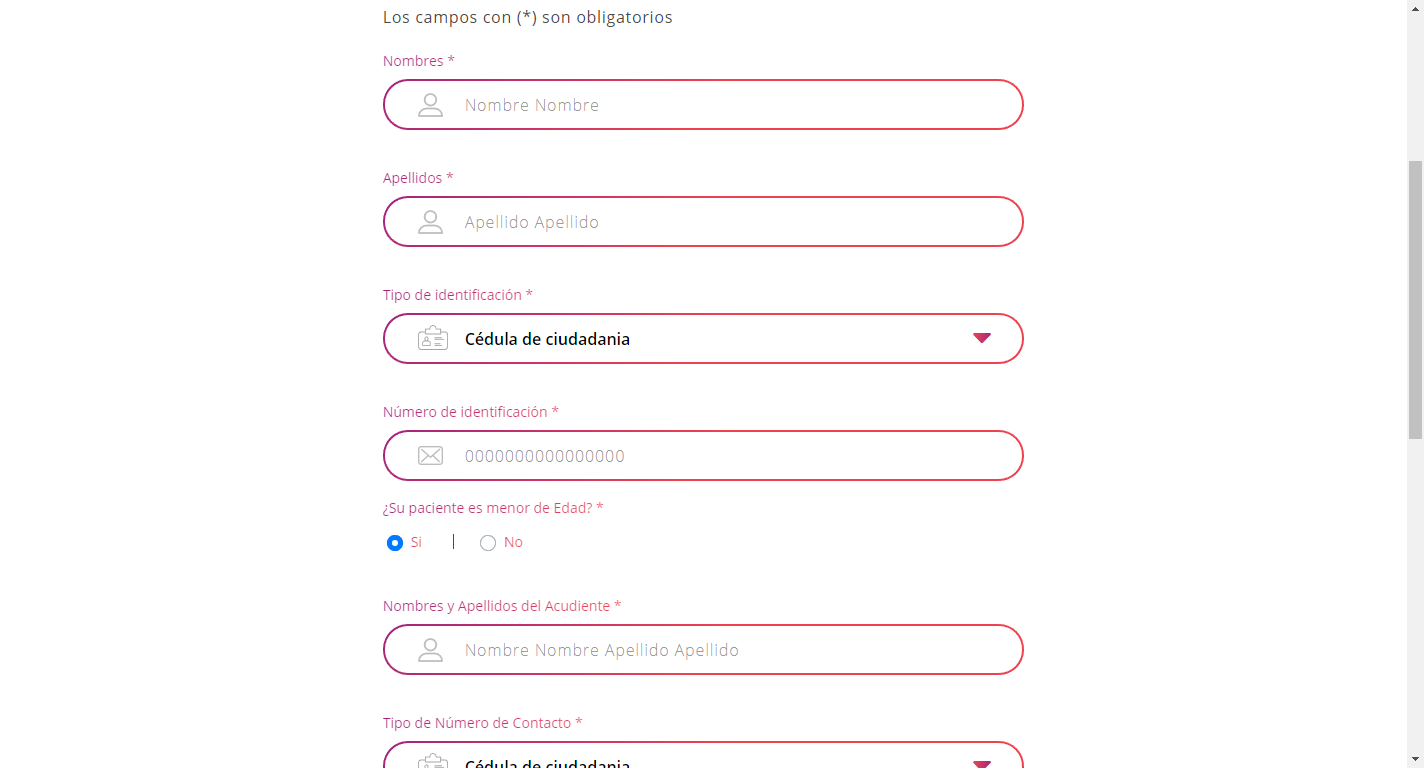 Los campos con (*) son obligatorios
Nombres *
Nombre Nombre
Apellidos *
Apellido Apellido
Tipo de identificación *
Cédula de ciudadania
Número de identificación *
0000000000000000
¿Su paciente es menor de Edad? *
Si | No
Nombres y Apellidos del Acudiente *
Nombre Nombre Apellido Apellido
Tipo de Número de Contacto *
Cédula de ciudadania